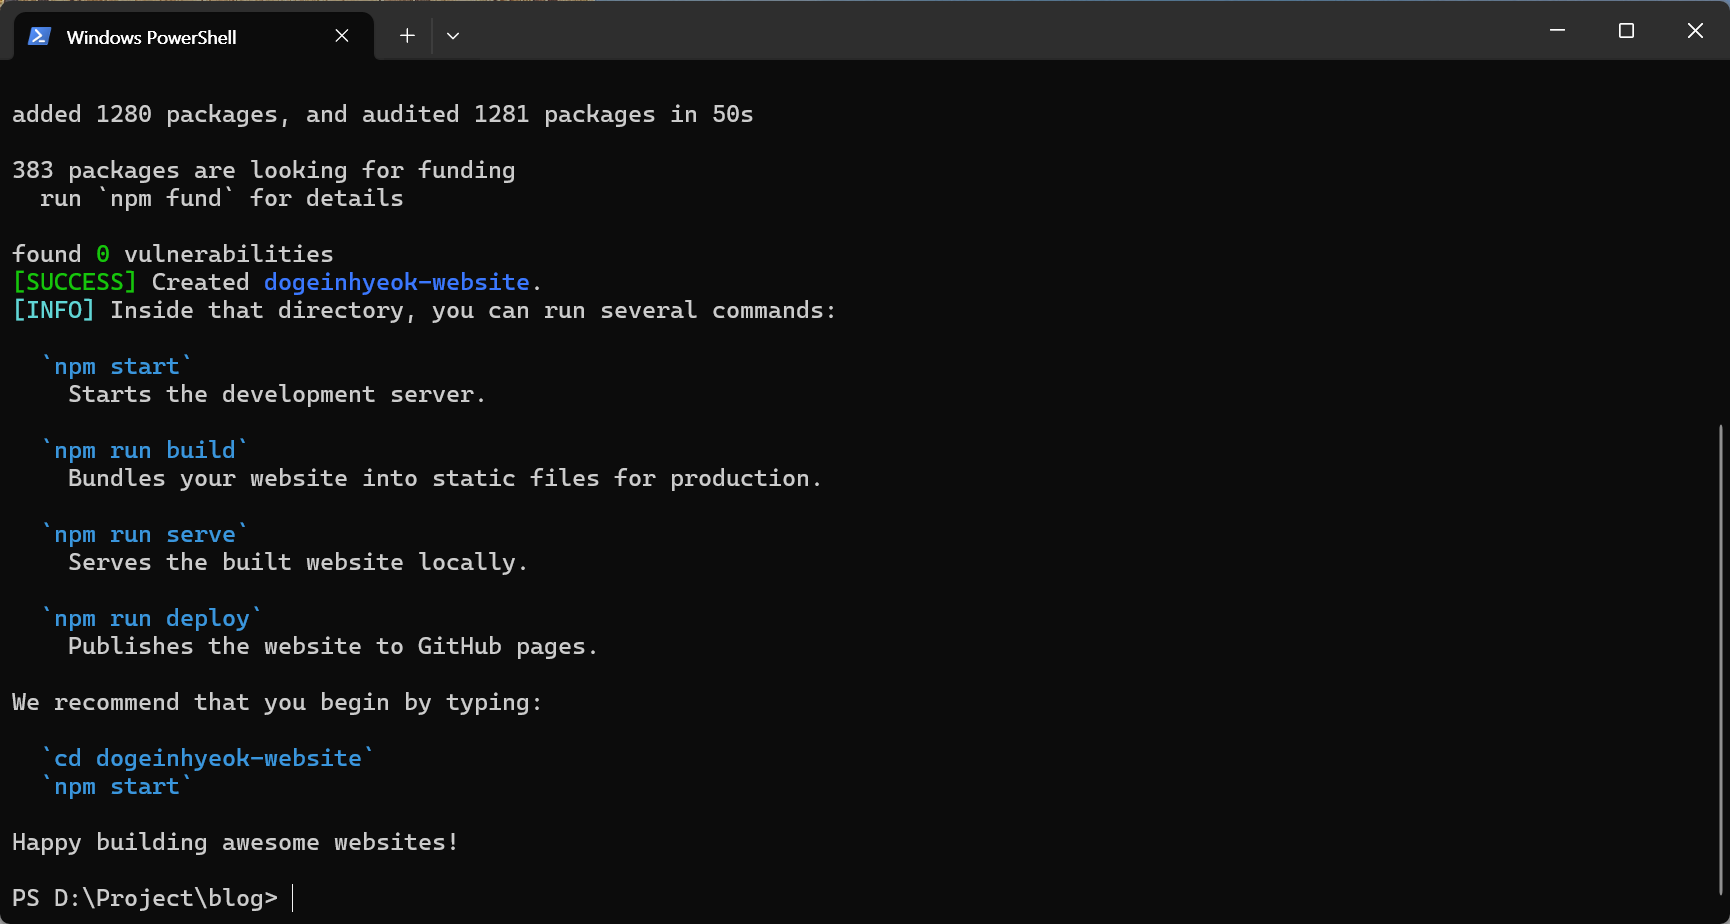 Windows PowerShell
added 1280 packages, and audited 1281 packages in 50s
383 packages are looking for funding
run `npm fund` for details
found 0 vulnerabilities
[SUCCESS] Created dogeinhyeok-website.
[INFO] Inside that directory, you can run several commands:
`npm start`
Starts the development server.
`npm run build`
Bundles your website into static files for production.
`npm run serve`
Serves the built website locally.
`npm run deploy`
Publishes the website to GitHub pages.
We recommend that you begin by typing:
`cd dogeinhyeok-website`
`npm start`
Happy building awesome websites!
PS D:\Project\blog>